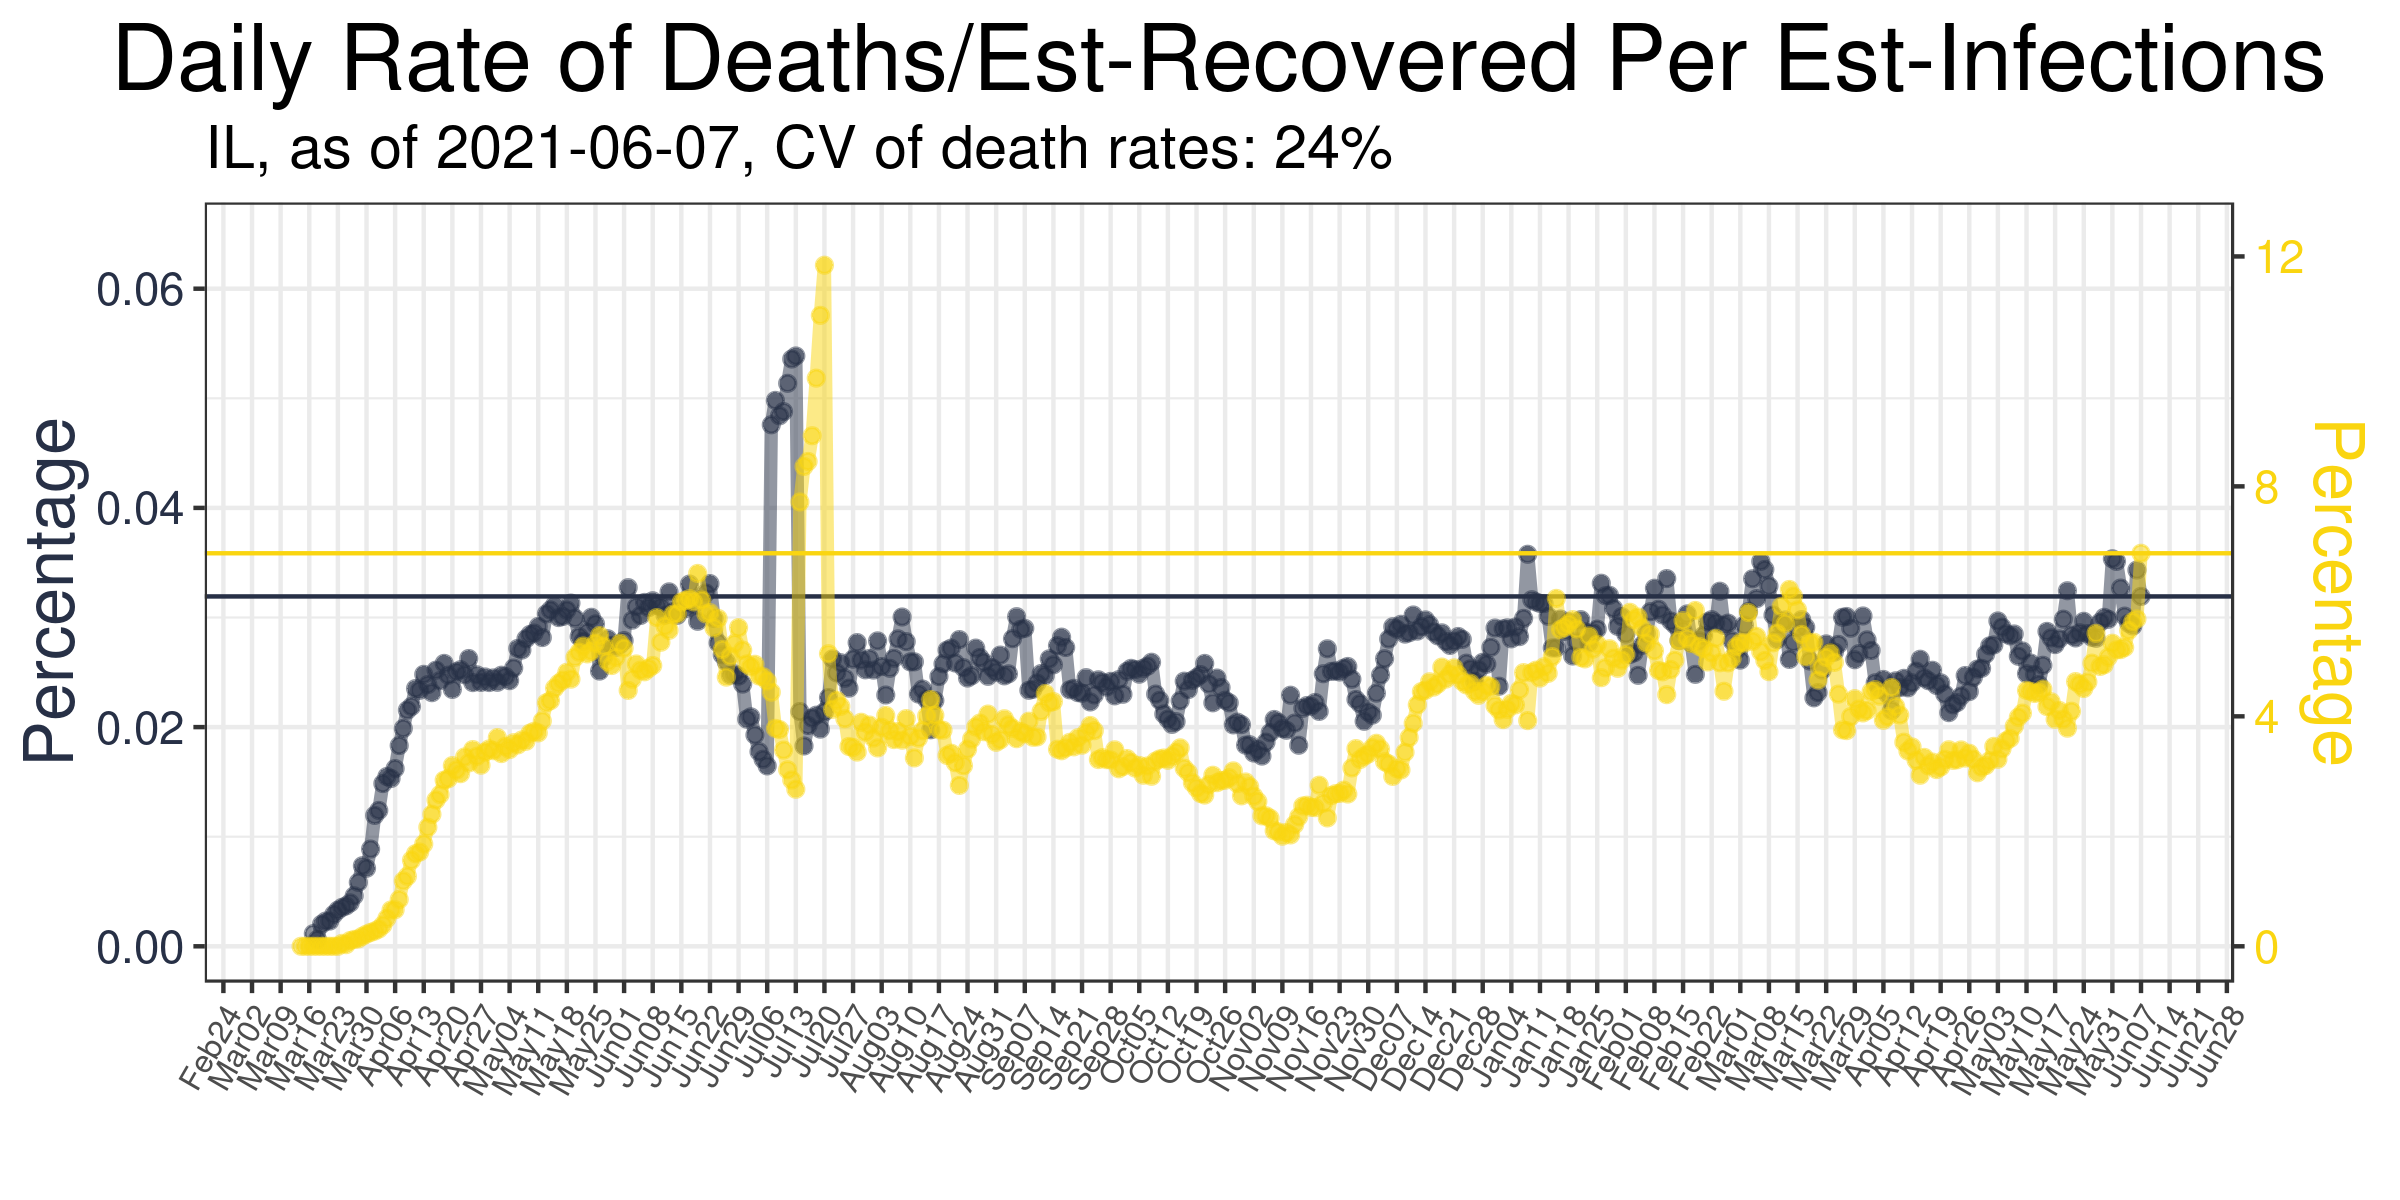 Daily Rate of Deaths/Est-Recovered Per Est-Infections
IL, as of 2021-06-07, CV of death rates: 24%
Percentage
0.06
0.04
0.02
0.00
12
8
4
0
Percentage
Feb24
Mar02
Mar09
Mar16
Mar23
Mar30
Apr06
Apr13
Apr20
Apr27
May04
May11
May18
May25
Jun01
Jun08
Jun15
Jun22
Jun29
Jul06
Jul13
Jul20
Jul27
Aug03
Aug10
Aug17
Aug24
Aug31
Sep07
Sep14
Sep21
Sep28
Oct05
Oct12
Oct19
Oct26
Nov02
Nov09
Nov16
Nov23
Nov30
Dec07
Dec14
Dec21
Dec28
Jan04
Jan11
Jan18
Jan25
Feb01
Feb08
Feb15
Feb22
Mar01
Mar08
Mar15
Mar22
Mar29
Apr05
Apr12
Apr19
Apr26
May03
May10
May17
May24
May31
Jun07
Jun14
Jun21
Jun28